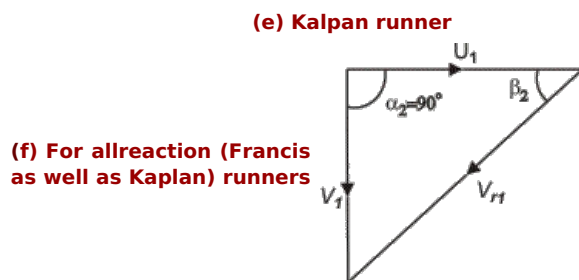 (e) Kalpan runner
U1
α2=90°
β2
(f) For allreaction (Francis
as well as Kaplan) runners
V1
Vr1